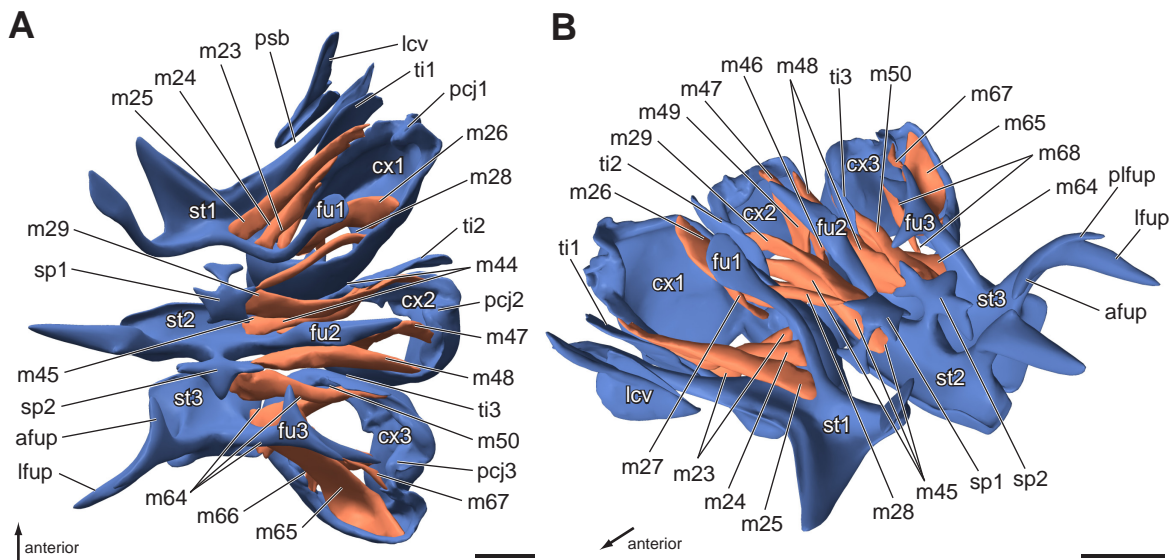 A
psb
lcv
m23
ti1
m24
pcj1
m25
m26
cx1
m28
fu1
st1
ti2
m29
m44
sp1
cx2
pcj2
st2
fu2
m47
m45
m48
sp2
st3
ti3
afup
m50
fu3
cx3
lfup
pcj3
m64
m67
m66
m65
anterior
B
m46
m48
ti3
m50
m47
m67
m49
m65
m29
cx3
m68
ti2
cx2
m64
m26
fu2
fu3
plfup
fu1
lfup
ti1
cx1
st3
afup
st2
lcv
st1
m27
m23
sp1
sp2
m24
m45
m25
m28
anterior